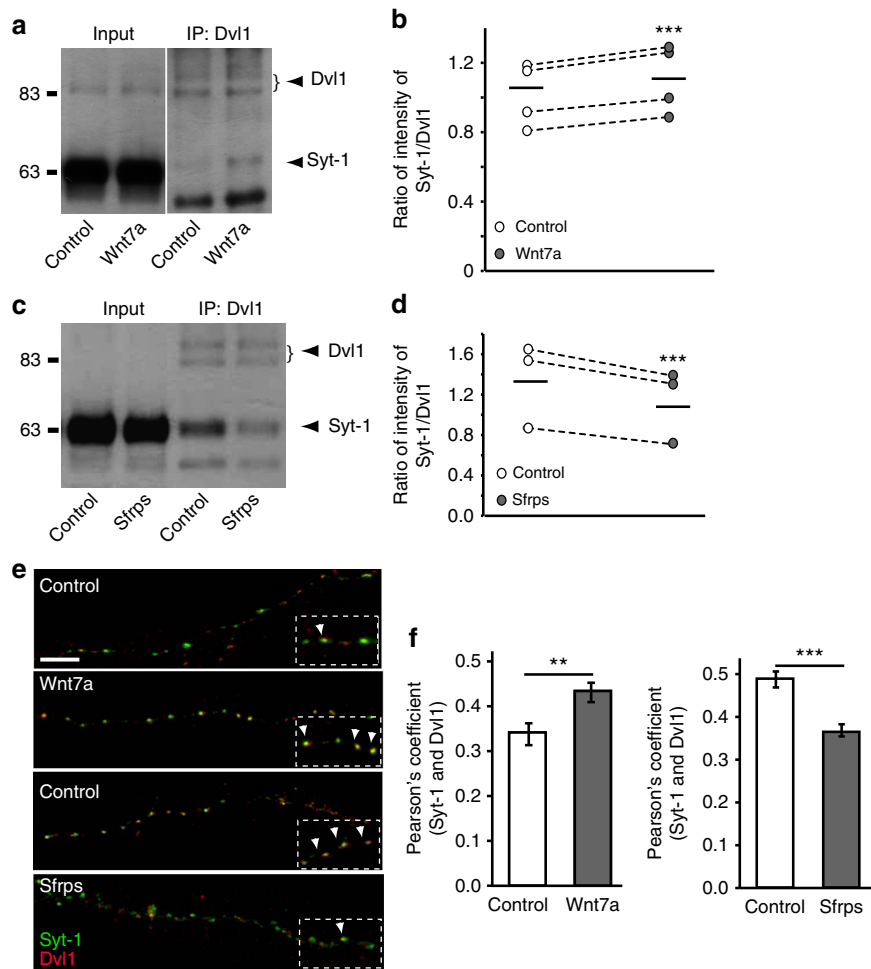 a
Input
IP: Dvl1
83
63
Dvl1
Syt-1
Control
Wnt7a
Control
Wnt7a
b
***
Ratio of intensity of
Syt-1/Dvl1
1.2
0.8
0.4
0
Control
Wnt7a
c
Input
IP: Dvl1
83
63
Dvl1
Syt-1
Control
Sfrps
Control
Sfrps
d
***
Ratio of intensity of
Syt-1/Dvl1
1.6
1.2
0.8
0.4
0.0
Control
Sfrps
e
Control
Wnt7a
Control
Sfrps
Syt-1
Dvl1
f
Pearson's coefficient
(Syt-1 and Dvl1)
0.5
0.4
0.3
0.2
0.1
0.0
**
Control
Wnt7a
Pearson's coefficient
(Syt-1 and Dvl1)
0.5
0.5
0.3
0.2
0.1
0.0
***
Control
Sfrps